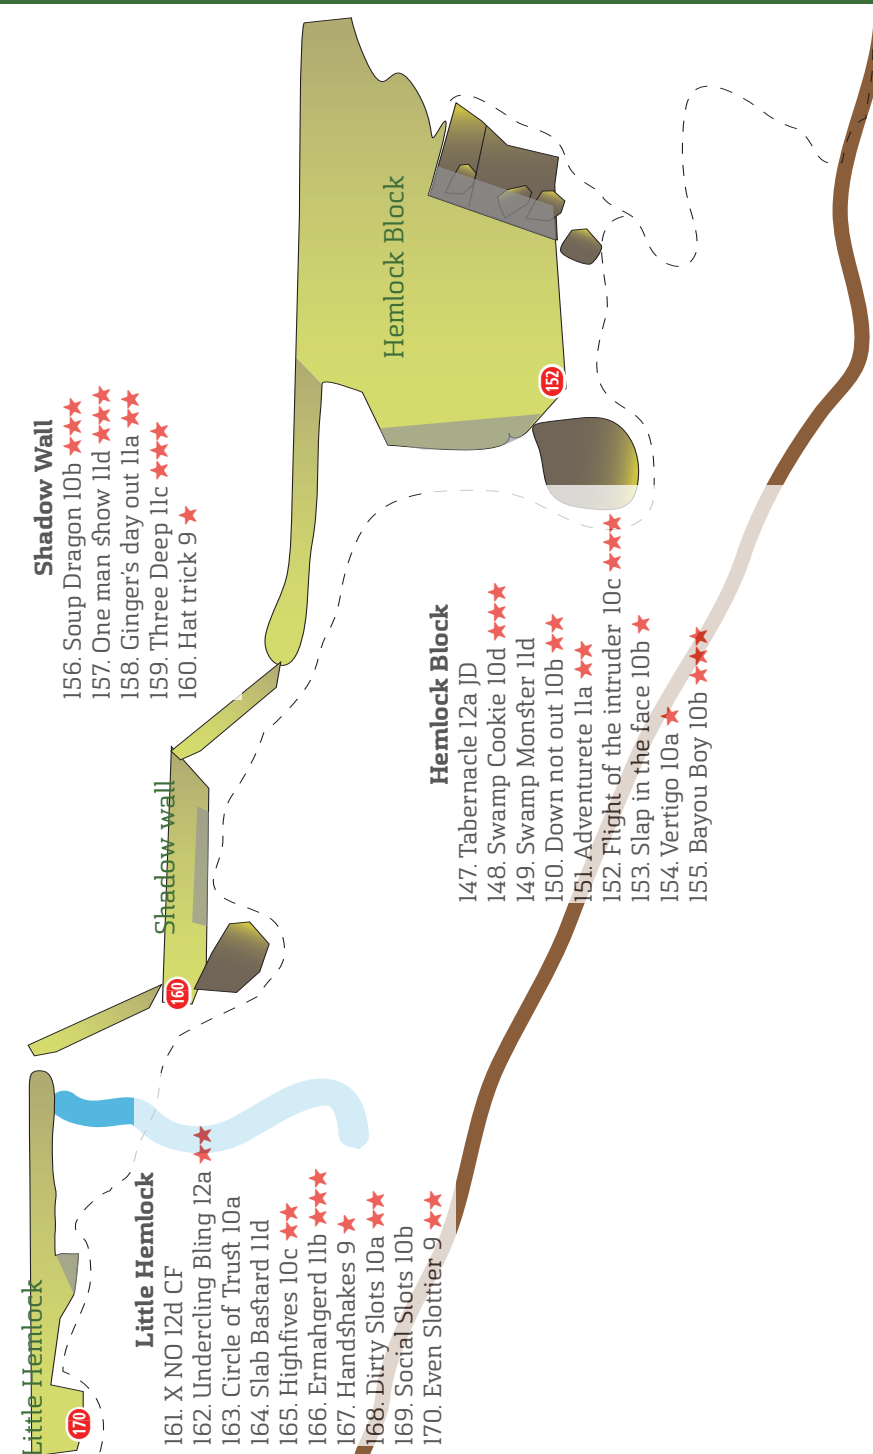 Shadow Wall
156. Soup Dragon 10b
157. One man show 11d
158. Ginger's day out 11a
159. Three Deep 11c
160. Hat trick 9
Hemlock Block
152
Hemlock Block
147. Tabernacle 12a JD
148. Swamp Cookie 10d
149. Swamp Monster 11d
150. Down not out 10b
151. Adventurete 11a
152. Flight of the intruder 10c
153. Slap in the face 10b
154. Vertigo 10a
155. Bayou Boy 10b
Shadow wall
160
Little Hemlock
170
Little Hemlock
161. X NO 12d CF
162. Undercling Bling 12a
163. Circle of Trust 10a
164. Slab Bastard 11d
165. Highfives 10c
166. Ermahgerd 11b
167. Handshakes 9
168. Dirty Slots 10a
169. Social Slots 10b
170. Even Slottier 9